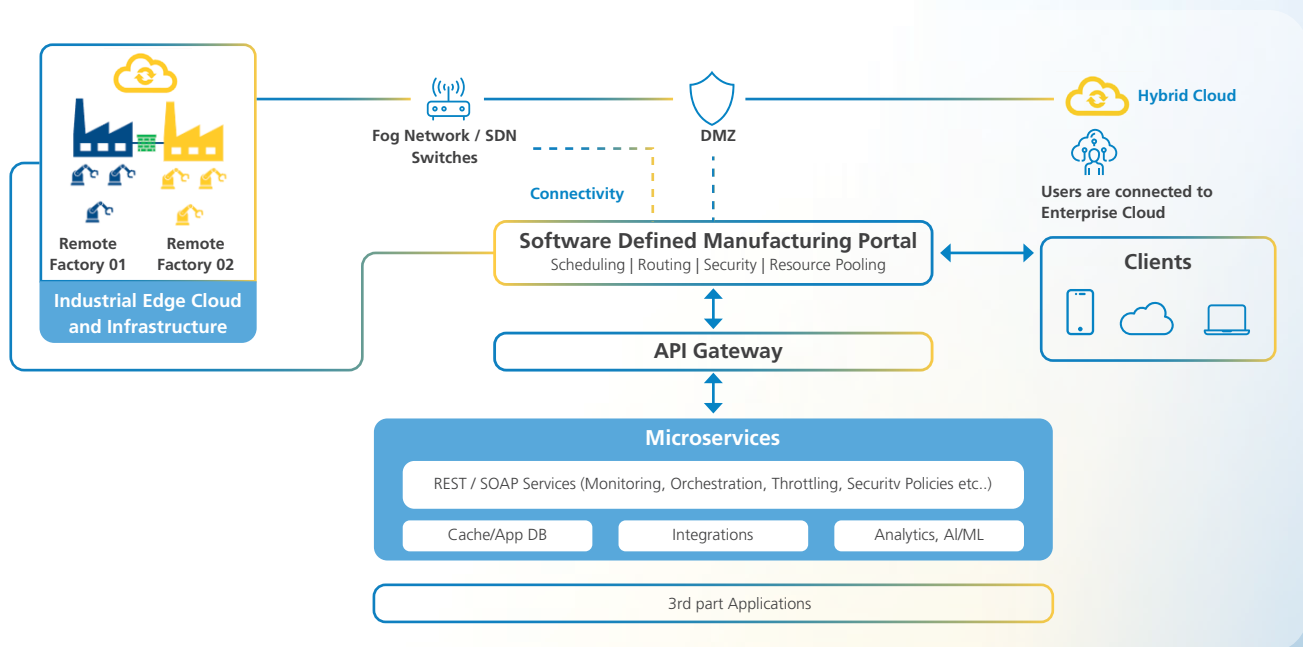 Hybrid Cloud
Fog Network / SDN
Switches
DMZ
Connectivity
Users are connected to
Enterprise Cloud
Remote
Factory 01
Remote
Factory 02
Industrial Edge Cloud
and Infrastructure
Software Defined Manufacturing Portal
Scheduling | Routing | Security | Resource Pooling
Clients
API Gateway
Microservices
REST / SOAP Services (Monitoring, Orchestration, Throttling, Security Policies etc..)
Cache/App DB
Integrations
Analytics, AI/ML
3rd part Applications